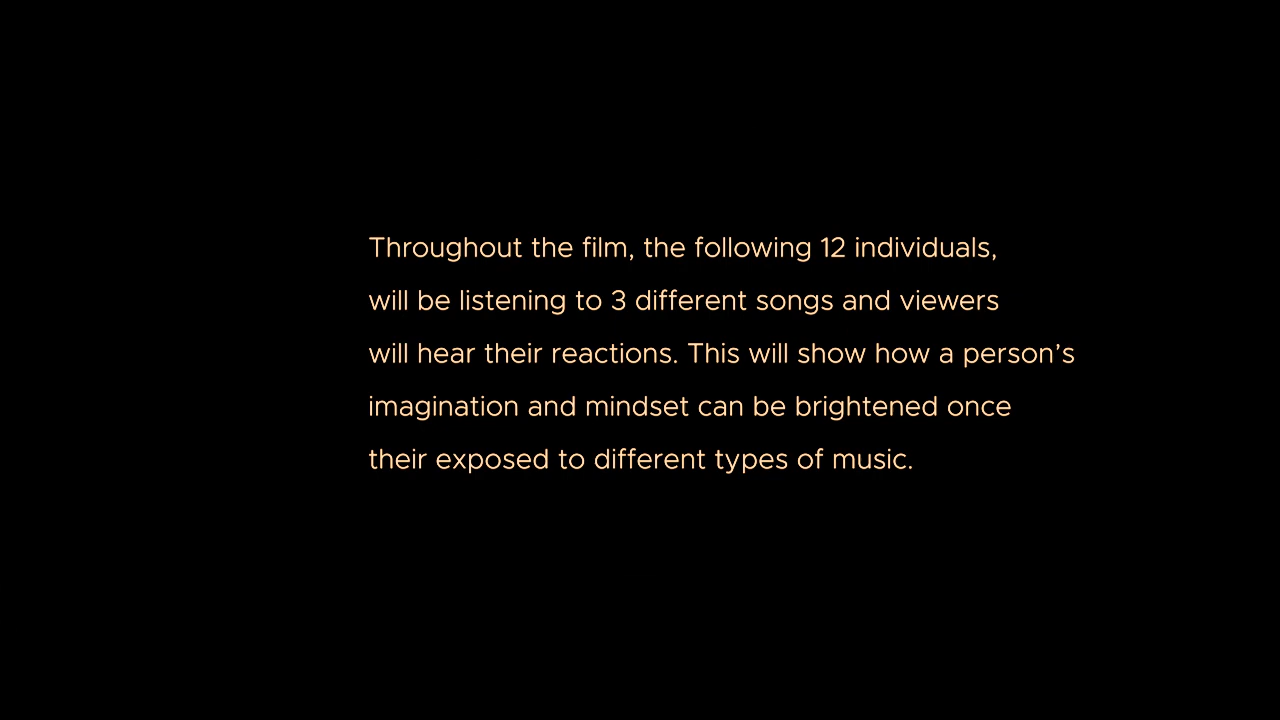 Throughout the film, the following 12 individuals,
will be listening to 3 different songs and viewers
will hear their reactions. This will show how a person’s
imagination and mindset can be brightened once
their exposed to different types of music.